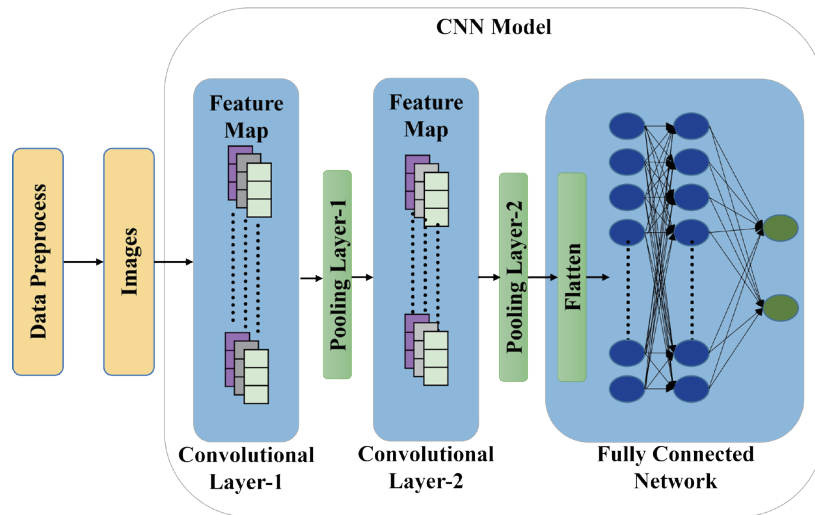 CNN Model
Data Preprocess
Images
Feature
Map
Convolutional
Layer-1
Pooling Layer-1
Feature
Map
Convolutional
Layer-2
Pooling Layer-2
Flatten
Fully Connected
Network